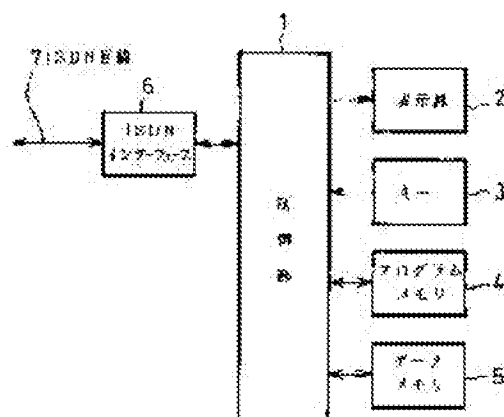 1
7 ISDN回線
6
ISDN
インターフェース
制
御
部
表示器
2
キー
3
プログラム
メモリ
4
データ
メモリ
5